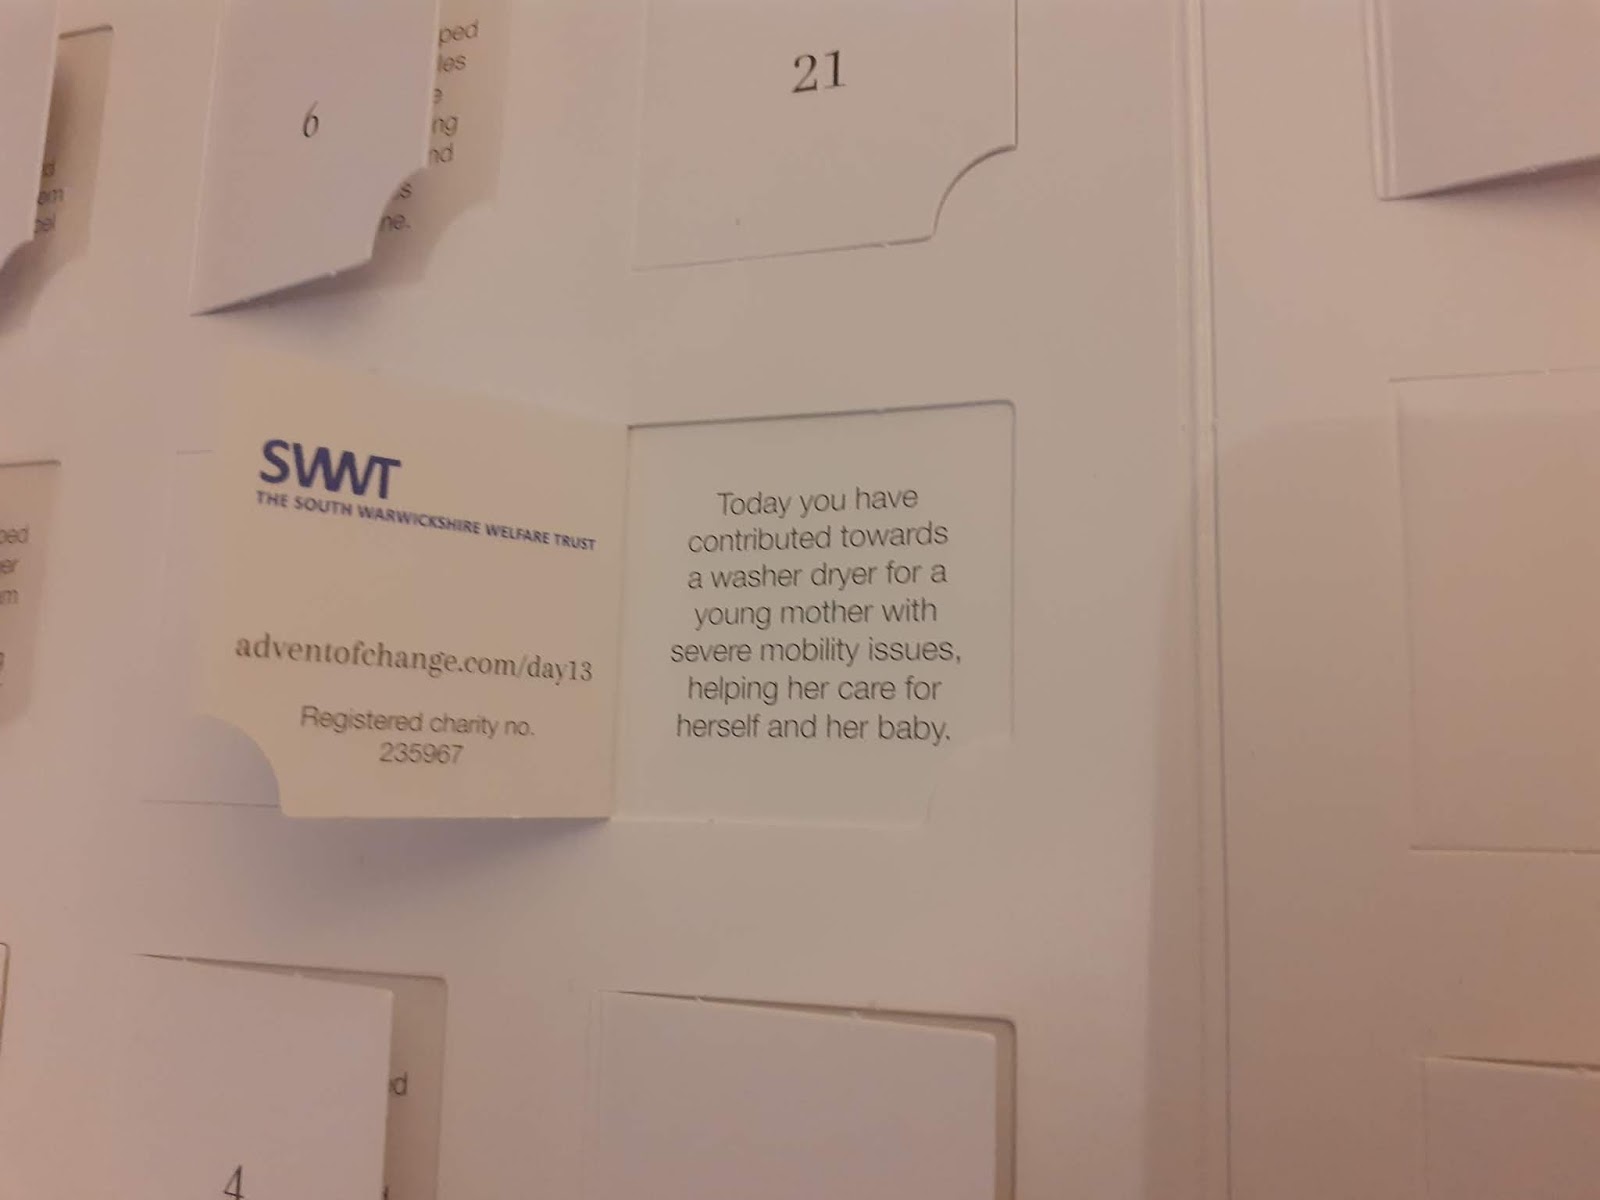 6
21
SWWT
THE SOUTH WARWICKSHIRE WELFARE TRUST
adventofchange.com/day13
Registered charity no.
235967
Today you have
contributed towards
a washer dryer for a
young mother with
severe mobility issues,
helping her care for
herself and her baby.
4